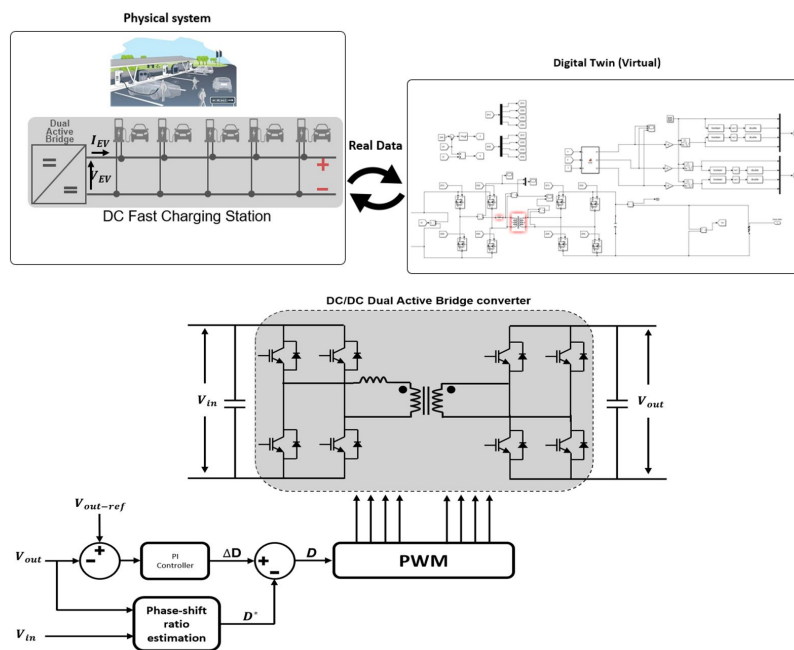 Physical system
Digital Twin (Virtual)
Dual
Active
Bridge
I_EV
V_EV
+
−
DC Fast Charging Station
Real Data
DC/DC Dual Active Bridge converter
V_in
V_out
V_out-ref
V_out
+
-
PI
Controller
ΔD
+
-
D
PWM
Phase-shift
ratio
estimation
D*
V_in